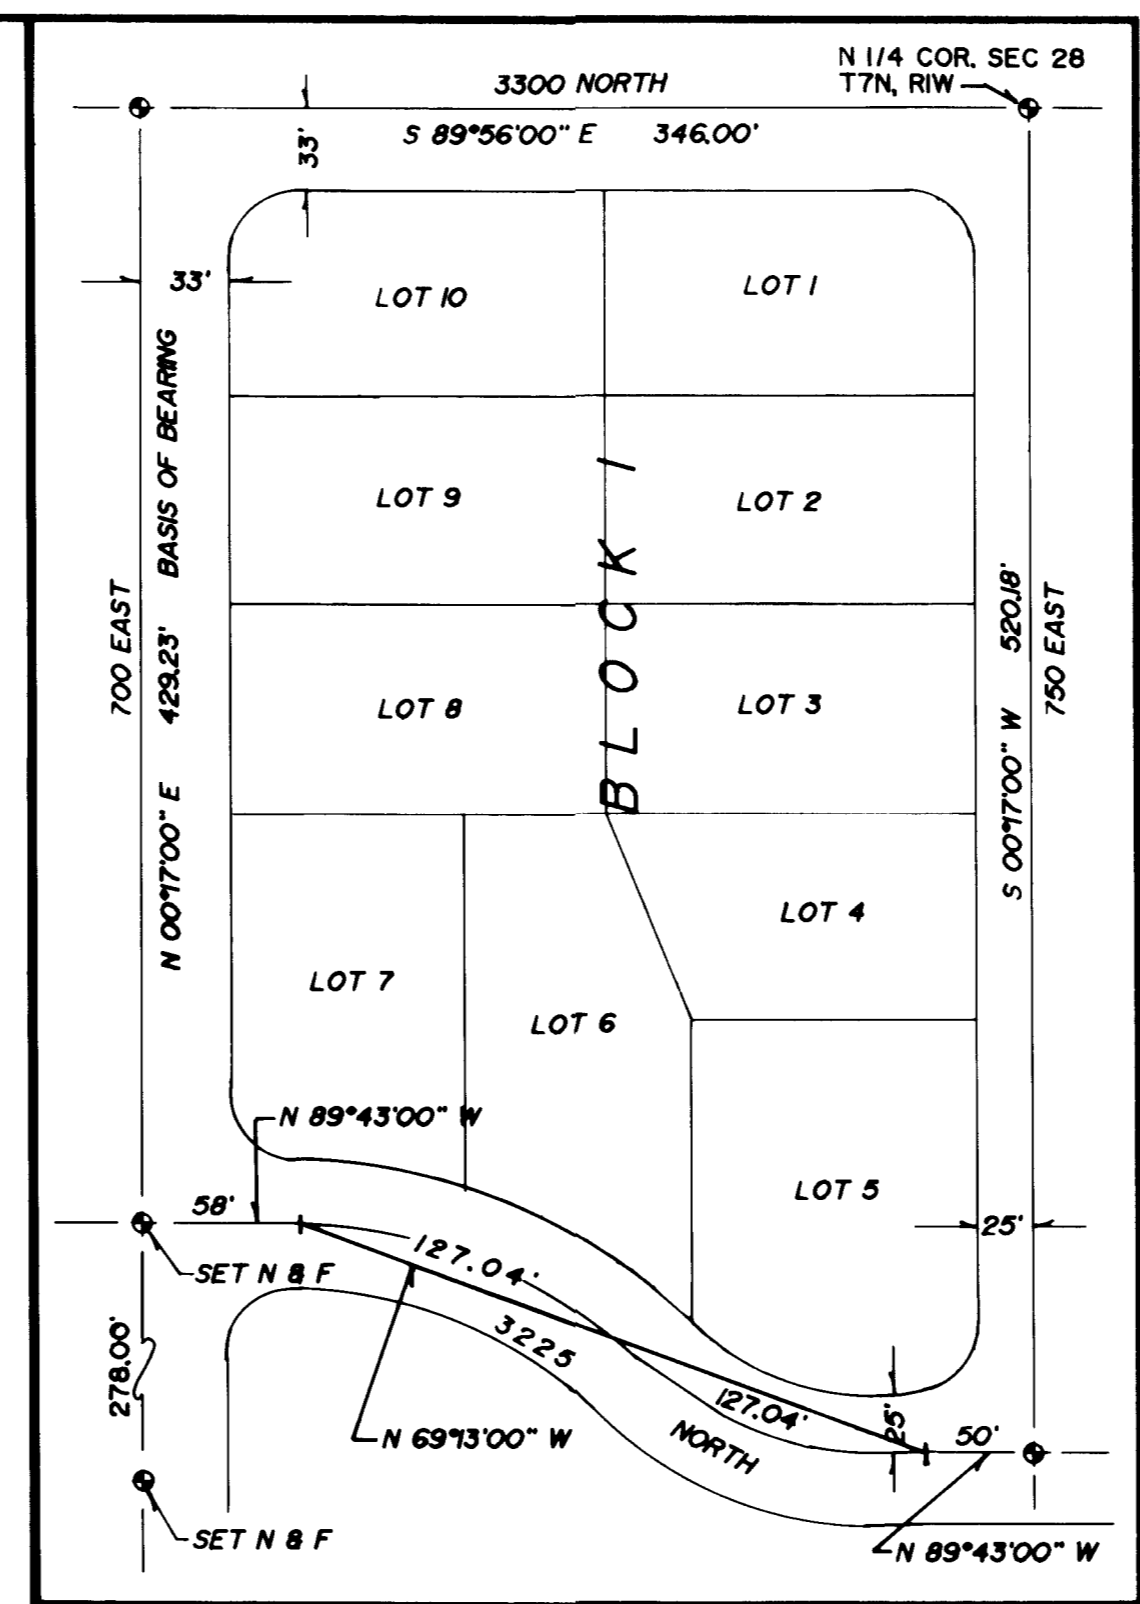 N 1/4 COR. SEC 28
T7N, R1W
3300 NORTH
S 89°56'00" E 346.00'
33'
33'
LOT 10
LOT 1
LOT 9
LOT 2
LOT 8
LOT 3
BLOCK 1
700 EAST
N 00°17'00" E 429.23' BASIS OF BEARING
S 00°17'00" W 520.18'
750 EAST
LOT 4
LOT 7
LOT 6
N 89°43'00" W
LOT 5
58'
25'
127.04'
SET N & F
278.00'
3225
NORTH
127.04'
25'
50'
N 69°13'00" W
SET N & F
N 89°43'00" W